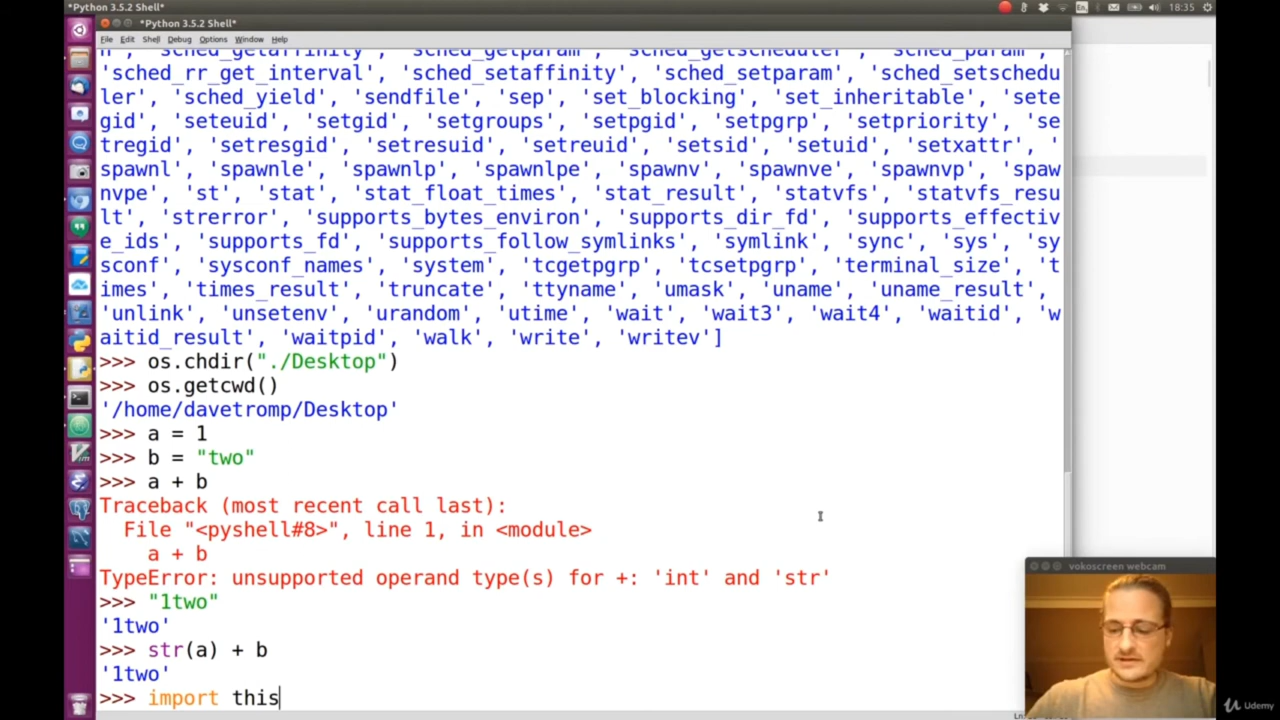 *Python 3.5.2 Shell*
En
18:35
*Python 3.5.2 Shell*
File Edit Shell Debug Options Window Help
n', 'sched_getaffinity', 'sched_getparam', 'sched_getscheduler', 'sched_param',
'sched_rr_get_interval', 'sched_setaffinity', 'sched_setparam', 'sched_setschedu
ler', 'sched_yield', 'sendfile', 'sep', 'set_blocking', 'set_inheritable', 'sete
gid', 'seteuid', 'setgid', 'setgroups', 'setpgid', 'setpgrp', 'setpriority', 'se
tregid', 'setresgid', 'setresuid', 'setreuid', 'setsid', 'setuid', 'setxattr', '
spawnl', 'spawnle', 'spawnlp', 'spawnlpe', 'spawnv', 'spawnve', 'spawnvp', 'spaw
nvpe', 'st', 'stat', 'stat_float_times', 'stat_result', 'statvfs', 'statvfs_resu
lt', 'strerror', 'supports_bytes_environ', 'supports_dir_fd', 'supports_effectiv
e_ids', 'supports_fd', 'supports_follow_symlinks', 'symlink', 'sync', 'sys', 'sy
sconf', 'sysconf_names', 'system', 'tcgetpgrp', 'tcsetpgrp', 'terminal_size', 't
imes', 'times_result', 'truncate', 'ttyname', 'umask', 'uname', 'uname_result',
'unlink', 'unsetenv', 'urandom', 'utime', 'wait', 'wait3', 'wait4', 'waitid', 'w
aitid_result', 'waitpid', 'walk', 'write', 'writev']
>>> os.chdir("./Desktop")
>>> os.getcwd()
'/home/davetromp/Desktop'
>>> a = 1
>>> b = "two"
>>> a + b
Traceback (most recent call last):
File "<pyshell#8>", line 1, in <module>
a + b
TypeError: unsupported operand type(s) for +: 'int' and 'str'
>>> "1two"
'1two'
>>> str(a) + b
'1two'
>>> import this
vokoscreen webcam
Udemy